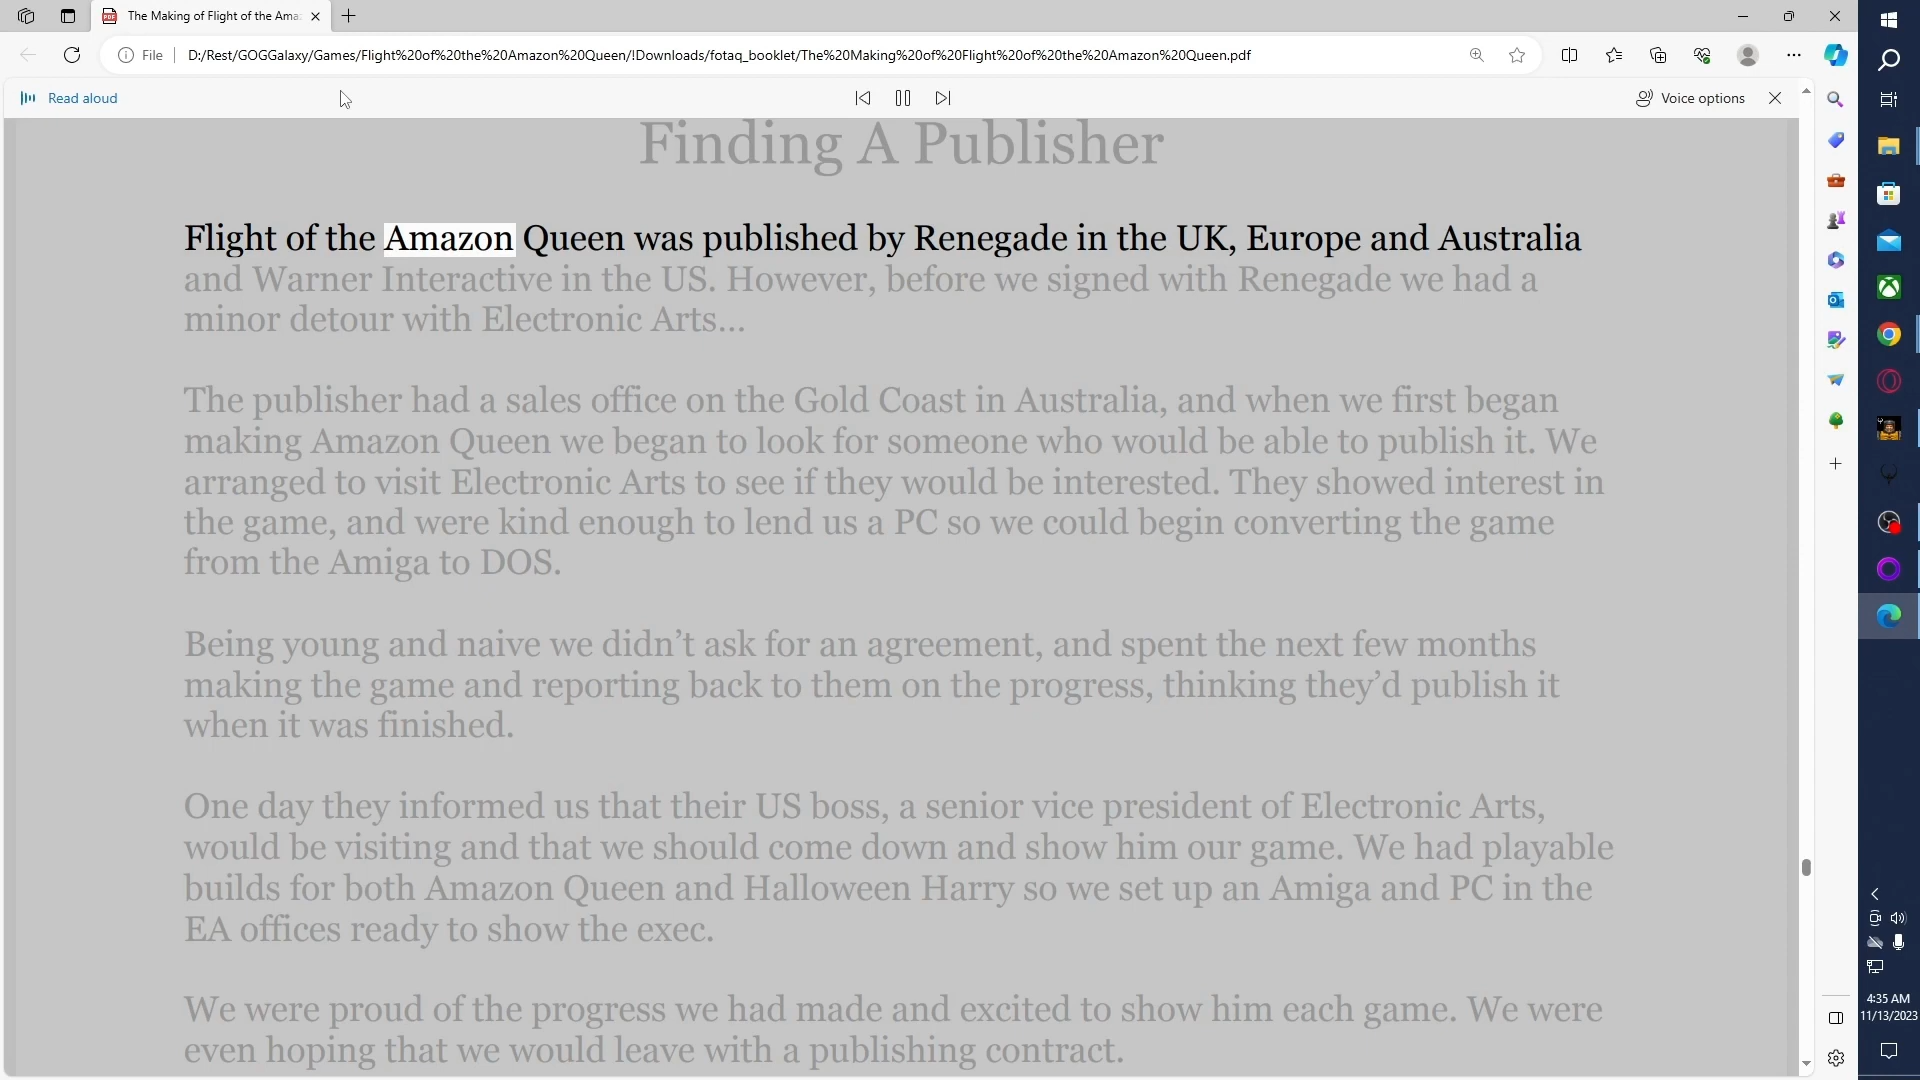 The Making of Flight of the Ama
File
D:/Rest/GOGGalaxy/Games/Flight%20of%20the%20Amazon%20Queen/!Downloads/fotaq_booklet/The%20Making%20of%20Flight%20of%20the%20Amazon%20Queen.pdf
Read aloud
Voice options
Finding A Publisher
Flight of the Amazon Queen was published by Renegade in the UK, Europe and Australia
and Warner Interactive in the US. However, before we signed with Renegade we had a
minor detour with Electronic Arts...
The publisher had a sales office on the Gold Coast in Australia, and when we first began
making Amazon Queen we began to look for someone who would be able to publish it. We
arranged to visit Electronic Arts to see if they would be interested. They showed interest in
the game, and were kind enough to lend us a PC so we could begin converting the game
from the Amiga to DOS.
Being young and naive we didn’t ask for an agreement, and spent the next few months
making the game and reporting back to them on the progress, thinking they’d publish it
when it was finished.
One day they informed us that their US boss, a senior vice president of Electronic Arts,
would be visiting and that we should come down and show him our game. We had playable
builds for both Amazon Queen and Halloween Harry so we set up an Amiga and PC in the
EA offices ready to show the exec.
We were proud of the progress we had made and excited to show him each game. We were
even hoping that we would leave with a publishing contract.
4:35 AM
11/13/2023